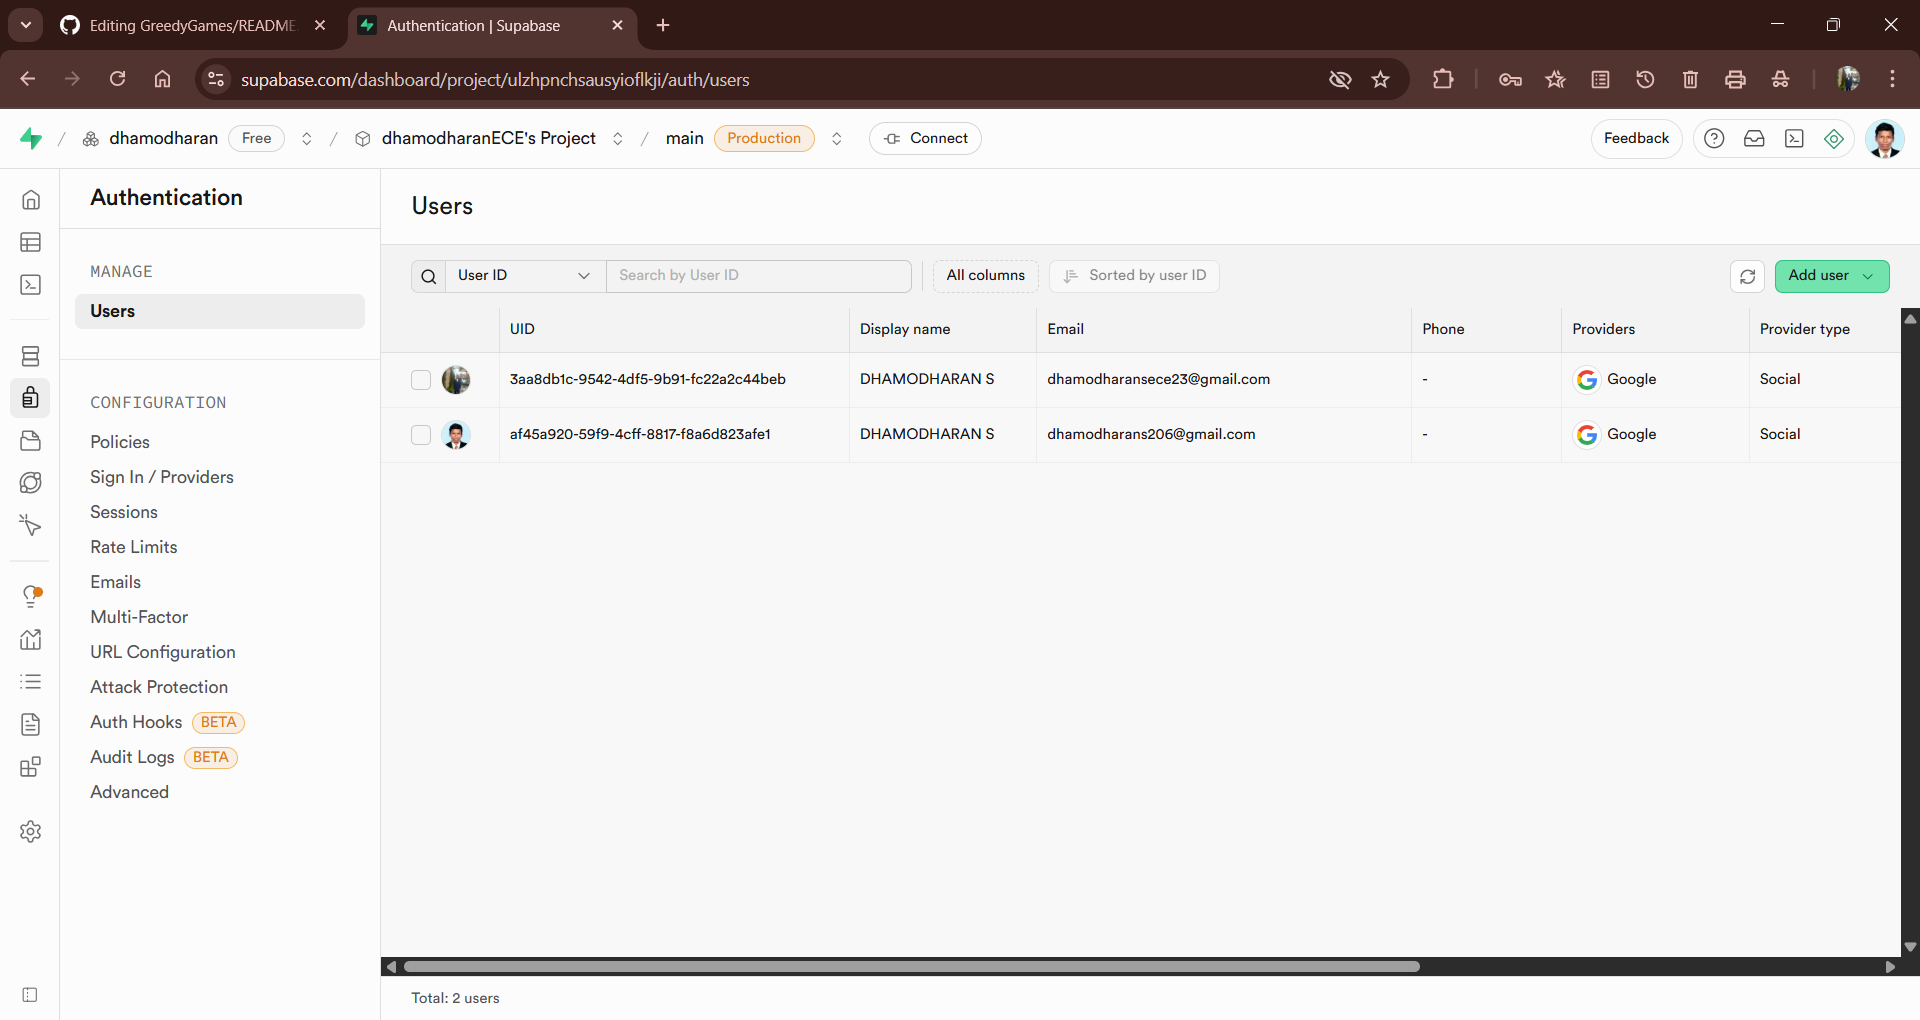 Editing GreedyGames/README
Authentication | Supabase
supabase.com/dashboard/project/ulzhpnchsausyioflkji/auth/users
/ dhamodharan Free / dhamodharanECE's Project / main Production Connect Feedback
Authentication
MANAGE
Users
CONFIGURATION
Policies
Sign In / Providers
Sessions
Rate Limits
Emails
Multi-Factor
URL Configuration
Attack Protection
Auth Hooks BETA
Audit Logs BETA
Advanced
Users
User ID Search by User ID All columns Sorted by user ID Add user
UID Display name Email Phone Providers Provider type
3aa8db1c-9542-4df5-9b91-fc22a2c44beb DHAMODHARAN S dhamodharansece23@gmail.com - Google Social
af45a920-59f9-4cff-8817-f8a6d823afe1 DHAMODHARAN S dhamodharans206@gmail.com - Google Social
Total: 2 users